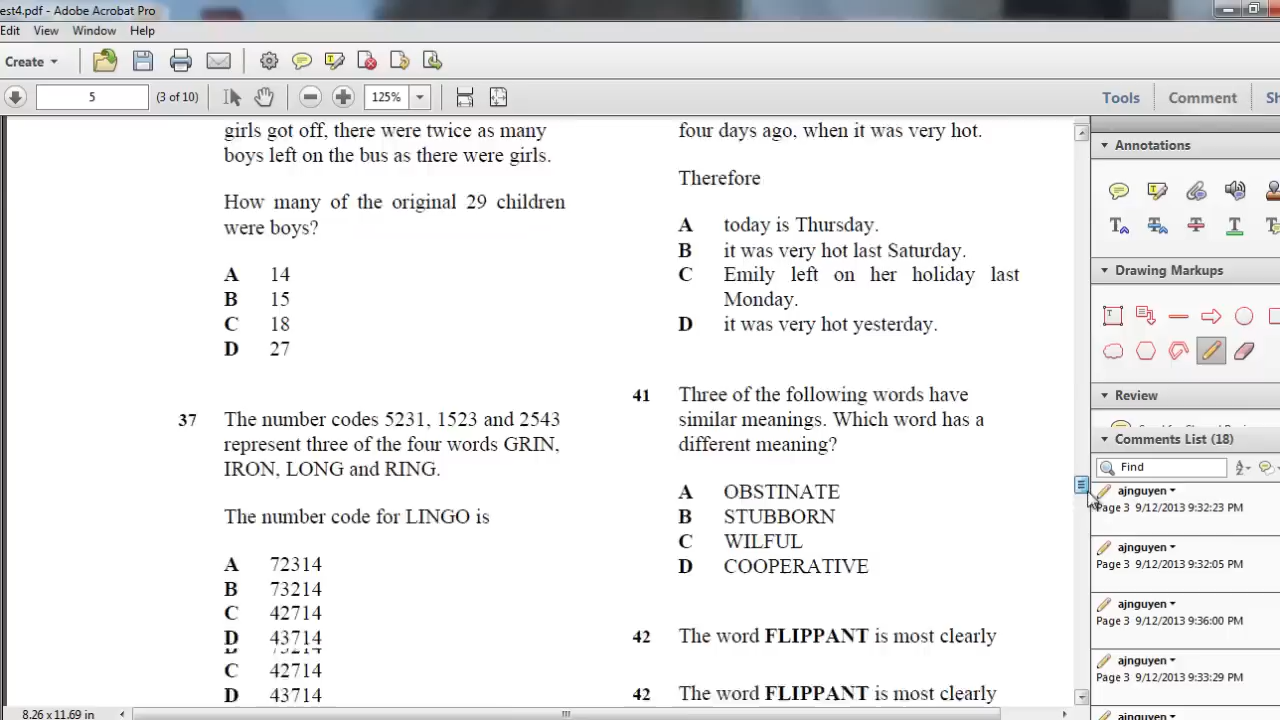 est4.pdf - Adobe Acrobat Pro
Edit View Window Help
Create
5 (3 of 10) 125% Tools Comment
girls got off, there were twice as many
boys left on the bus as there were girls.
How many of the original 29 children
were boys?
A 14
B 15
C 18
D 27
37 The number codes 5231, 1523 and 2543
represent three of the four words GRIN,
IRON, LONG and RING.
The number code for LINGO is
A 72314
B 73214
C 42714
D 43714
C 42714
D 43714
four days ago, when it was very hot.
Therefore
A today is Thursday.
B it was very hot last Saturday.
C Emily left on her holiday last
Monday.
D it was very hot yesterday.
41 Three of the following words have
similar meanings. Which word has a
different meaning?
A OBSTINATE
B STUBBORN
C WILFUL
D COOPERATIVE
42 The word FLIPPANT is most clearly
42 The word FLIPPANT is most clearly
Annotations
Drawing Markups
Review
Comments List (18)
Find
ajnguyen
Page 3 9/12/2013 9:32:23 PM
ajnguyen
Page 3 9/12/2013 9:32:05 PM
ajnguyen
Page 3 9/12/2013 9:36:00 PM
ajnguyen
Page 3 9/12/2013 9:33:29 PM
ajnguyen
8.26 x 11.69 in